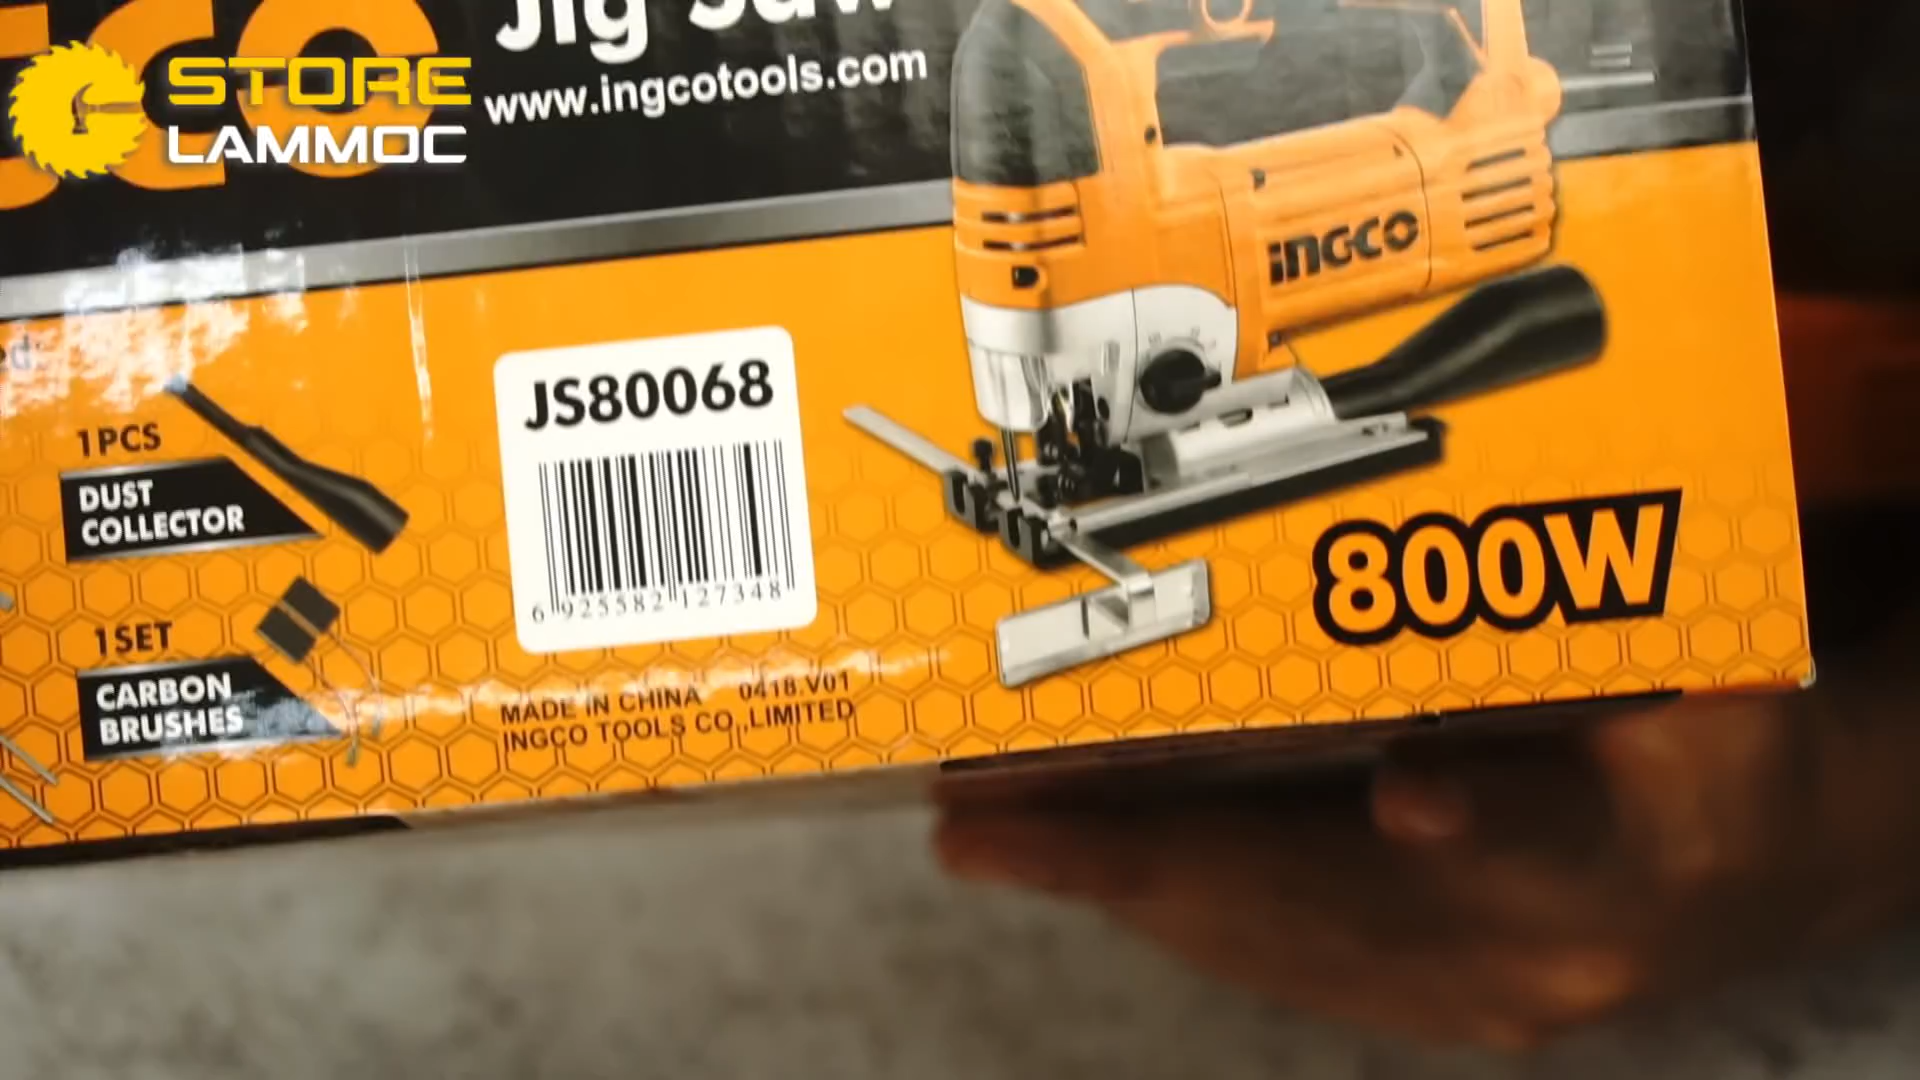 Jig Saw
STORE
LAMMOC
www.ingcotools.com
INGCO
JS80068
1PCS
DUST
COLLECTOR
6 925582 127348
800W
1SET
CARBON
BRUSHES
MADE IN CHINA 0418.V01
INGCO TOOLS CO.,LIMITED